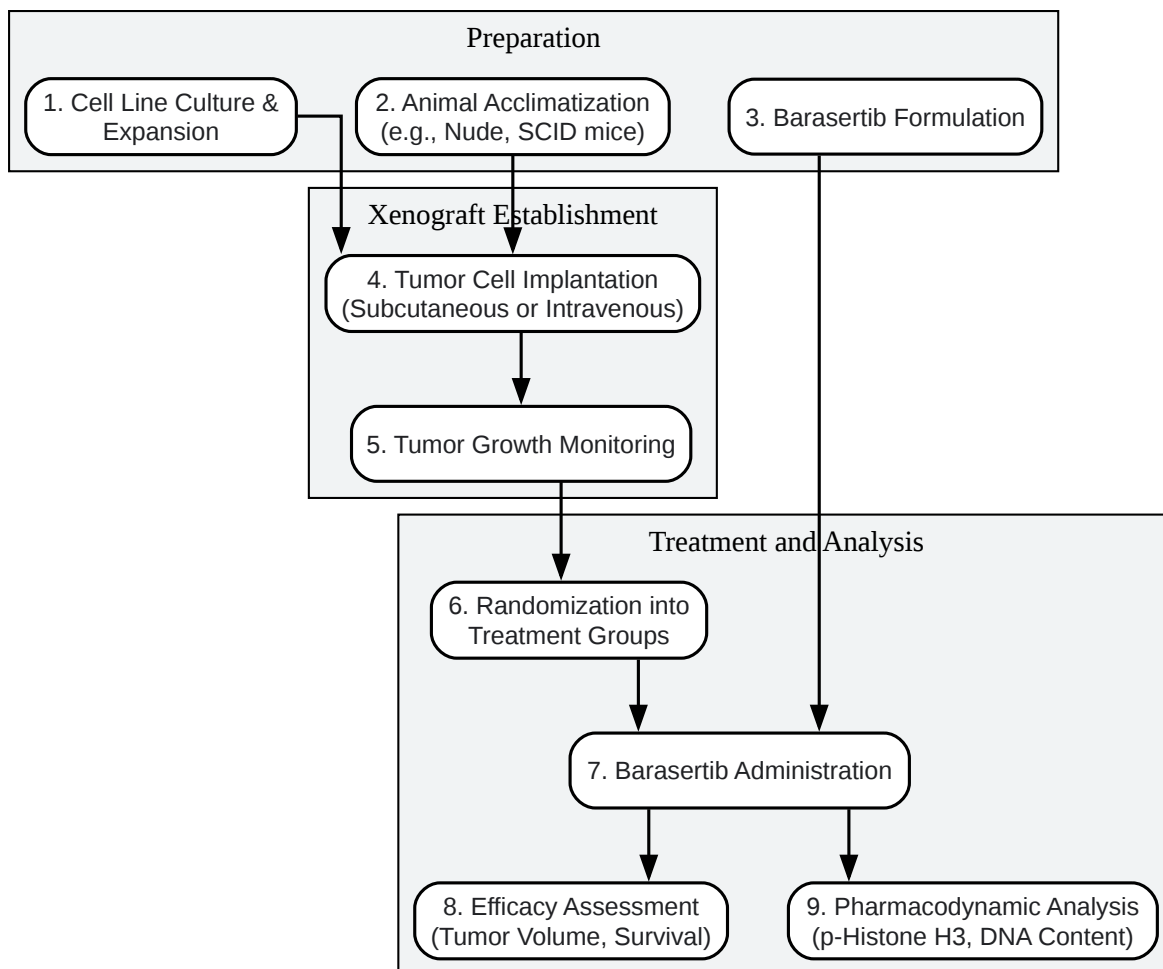 Preparation
1. Cell Line Culture &
Expansion
2. Animal Acclimatization
(e.g., Nude, SCID mice)
3. Barasertib Formulation
Xenograft Establishment
4. Tumor Cell Implantation
(Subcutaneous or Intravenous)
5. Tumor Growth Monitoring
Treatment and Analysis
6. Randomization into
Treatment Groups
7. Barasertib Administration
8. Efficacy Assessment
(Tumor Volume, Survival)
9. Pharmacodynamic Analysis
(p-Histone H3, DNA Content)